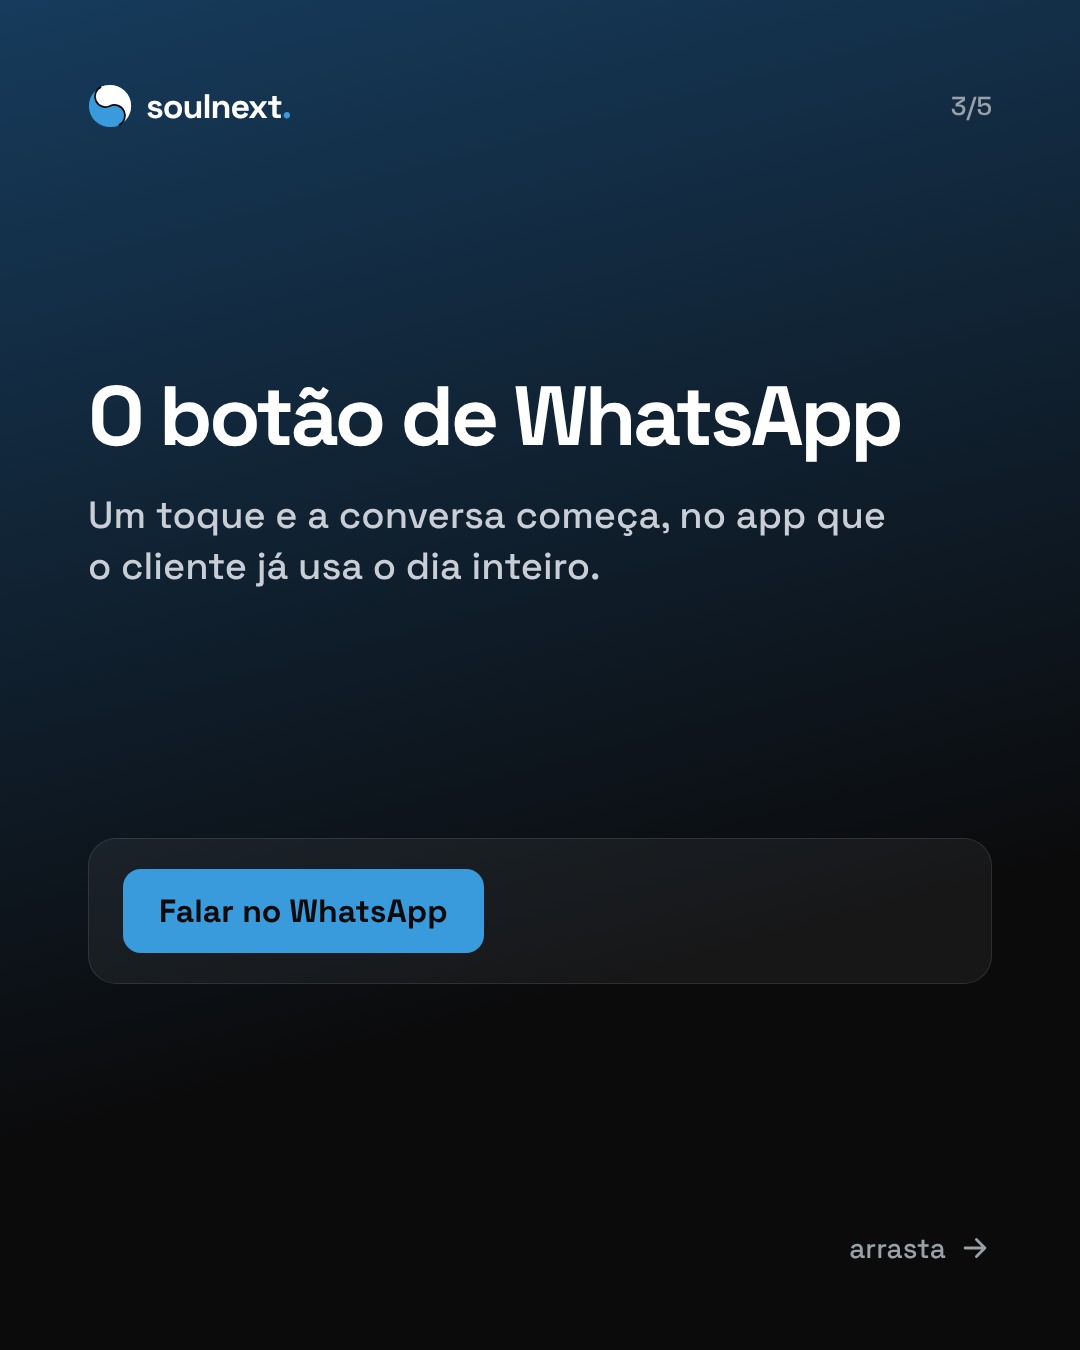 soulnext.
3/5
O botão de WhatsApp
Um toque e a conversa começa, no app que
o cliente já usa o dia inteiro.
Falar no WhatsApp
arrasta →